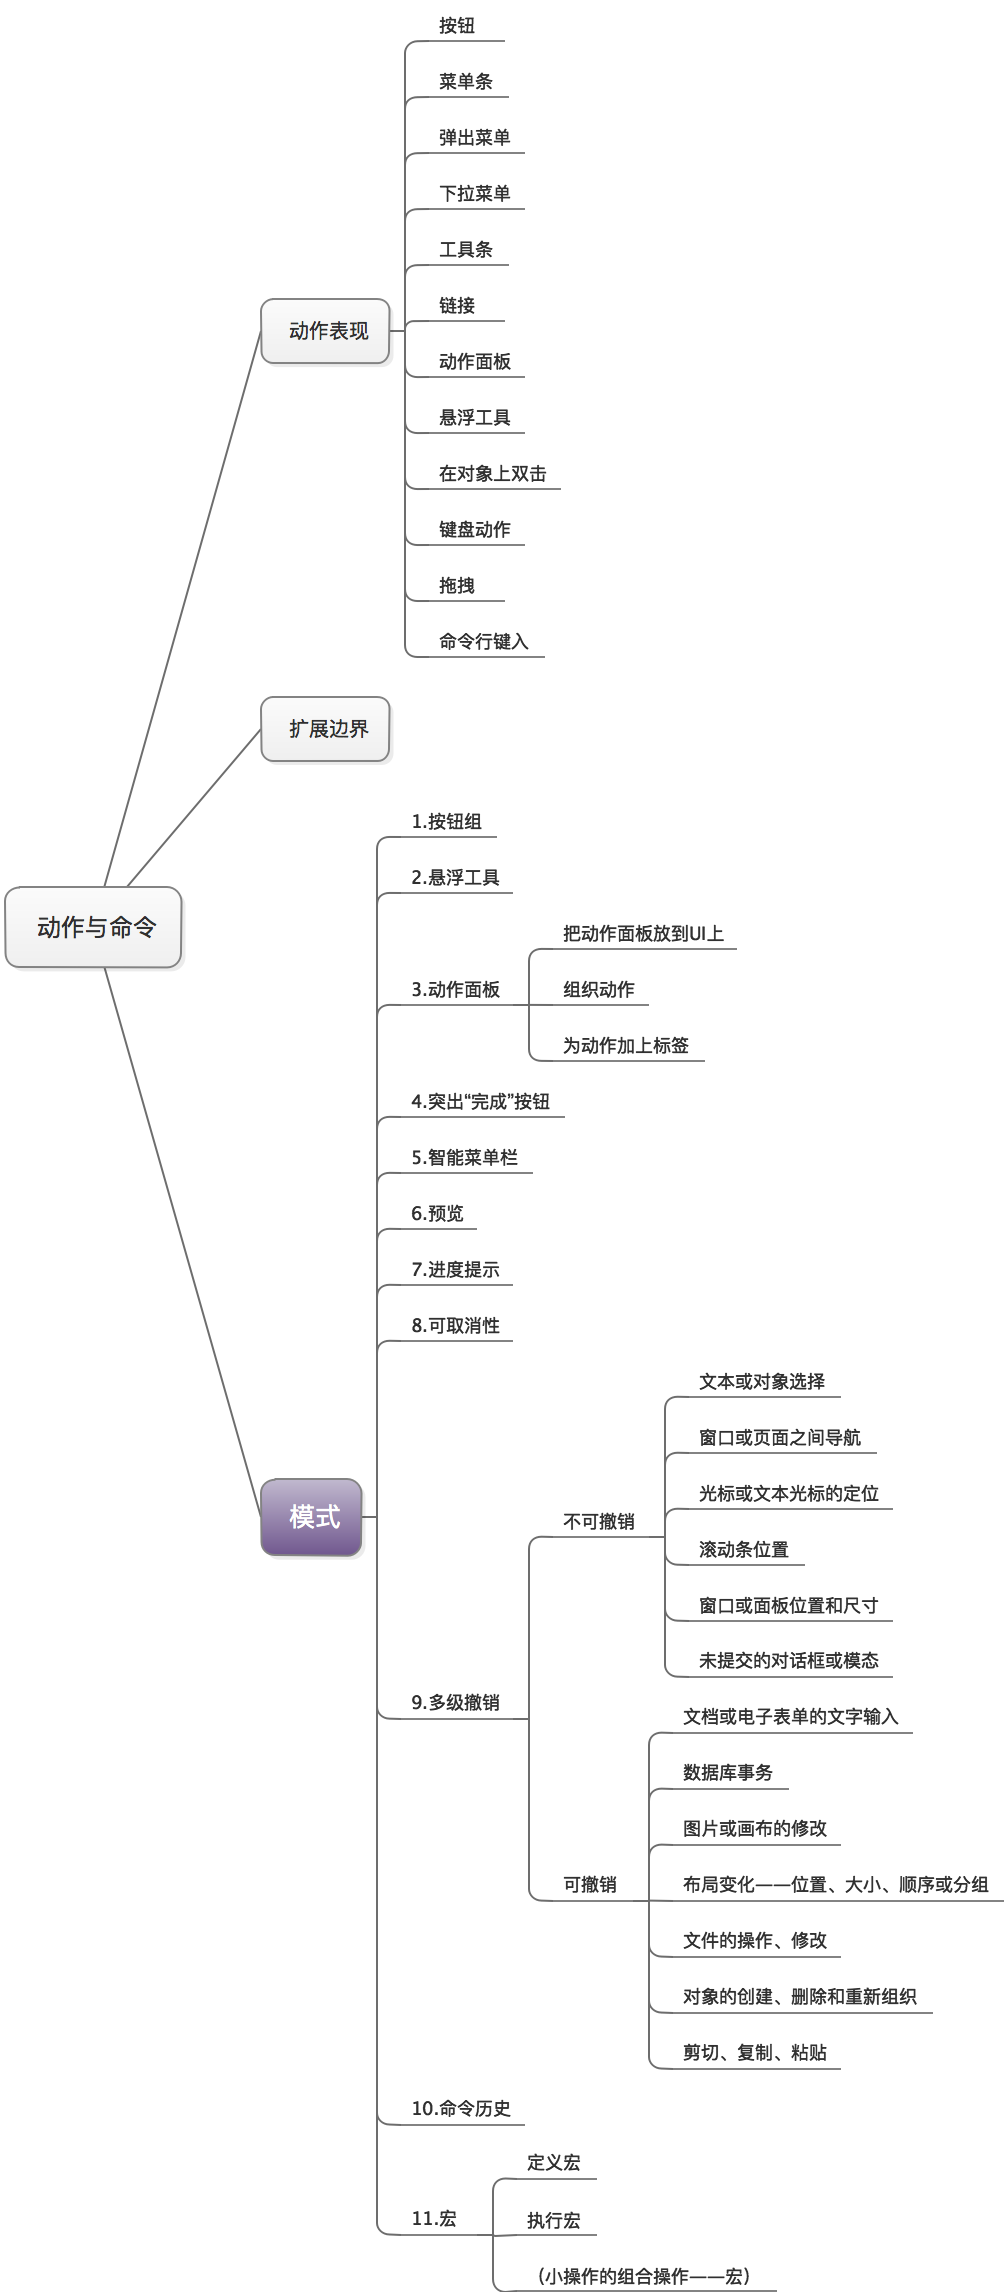 按钮
菜单条
弹出菜单
下拉菜单
工具条
链接
动作表现
动作面板
悬浮工具
在对象上双击
键盘动作
拖拽
命令行键入
扩展边界
动作与命令
1.按钮组
2.悬浮工具
把动作面板放到UI上
3.动作面板
组织动作
为动作加上标签
4.突出“完成”按钮
5.智能菜单栏
6.预览
7.进度提示
8.可取消性
模式
文本或对象选择
窗口或页面之间导航
光标或文本光标的定位
不可撤销
滚动条位置
窗口或面板位置和尺寸
未提交的对话框或模态
9.多级撤销
文档或电子表单的文字输入
数据库事务
图片或画布的修改
可撤销
布局变化——位置、大小、顺序或分组
文件的操作、修改
对象的创建、删除和重新组织
剪切、复制、粘贴
10.命令历史
定义宏
11.宏
执行宏
（小操作的组合操作——宏）